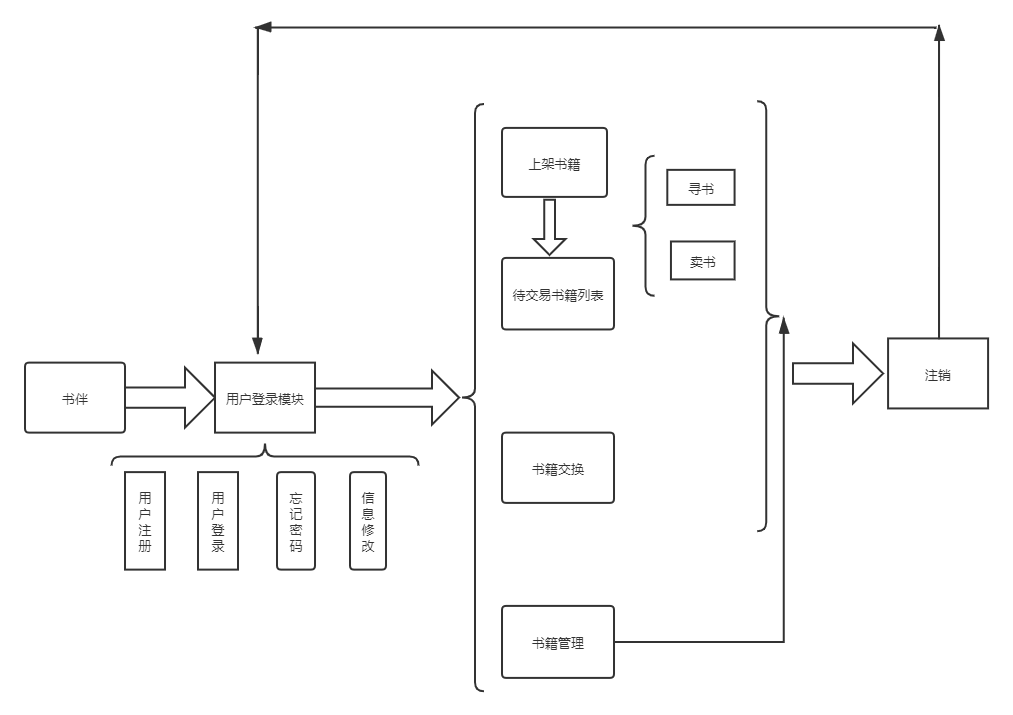 上架书籍
寻书
卖书
待交易书籍列表
书伴
用户登录模块
注销
用户注册
用户登录
忘记密码
信息修改
书籍交换
书籍管理